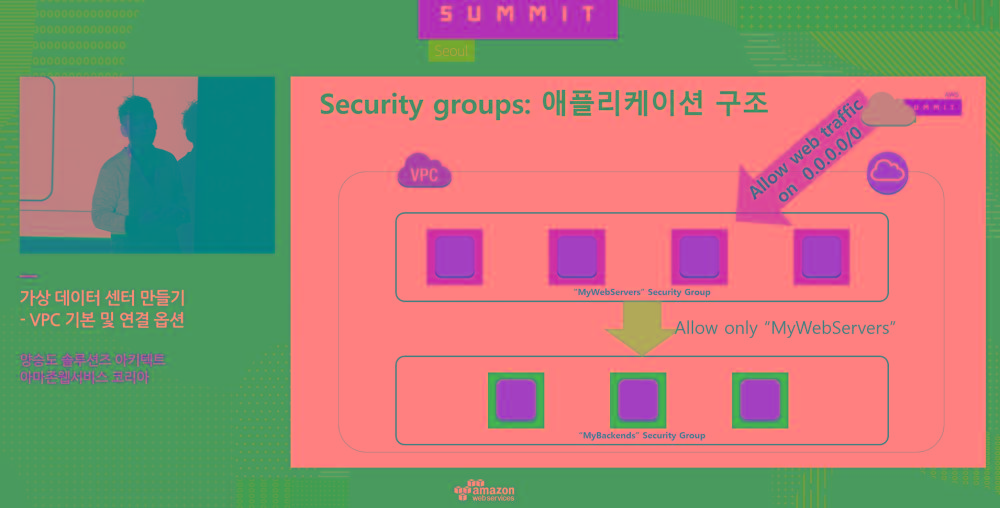 SUMMIT
Seoul
Security groups: 애플리케이션 구조
SUMMIT
Allow web traffic
on 0.0.0.0/0
VPC
"MyWebServers" Security Group
Allow only “MyWebServers”
"MyBackends" Security Group
가상 데이터 센터 만들기
- VPC 기본 및 연결 옵션
양승도 솔루션즈 아키텍트
아마존웹서비스 코리아
amazon
webservices